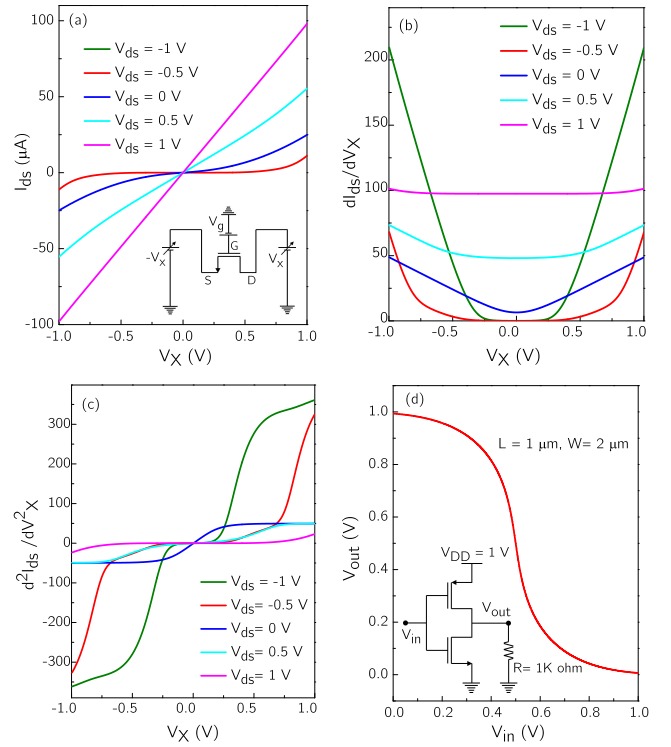 (a)
V_ds = -1 V
V_ds = -0.5 V
V_ds = 0 V
V_ds = 0.5 V
V_ds = 1 V
100
50
0
-50
-100
I_ds (μA)
V_g
G
-V_X
V_X
S
D
-1.0
-0.5
0.0
0.5
1.0
V_X (V)
(b)
V_ds = -1 V
V_ds = -0.5 V
V_ds = 0 V
V_ds = 0.5 V
V_ds = 1 V
200
150
100
50
0
dI_ds/dV_X
-1.0
-0.5
0.0
0.5
1.0
V_X (V)
(c)
300
200
100
0
-100
-200
-300
d²I_ds /dV²_X
V_ds = -1 V
V_ds= -0.5 V
V_ds= 0 V
V_ds= 0.5 V
V_ds= 1 V
-1.0
-0.5
0.0
0.5
1.0
V_X (V)
(d)
1.0
0.8
0.6
0.4
0.2
0.0
V_out (V)
L = 1 μm, W= 2 μm
V_DD = 1 V
V_out
V_in
R= 1K ohm
0.0
0.2
0.4
0.6
0.8
1.0
V_in (V)